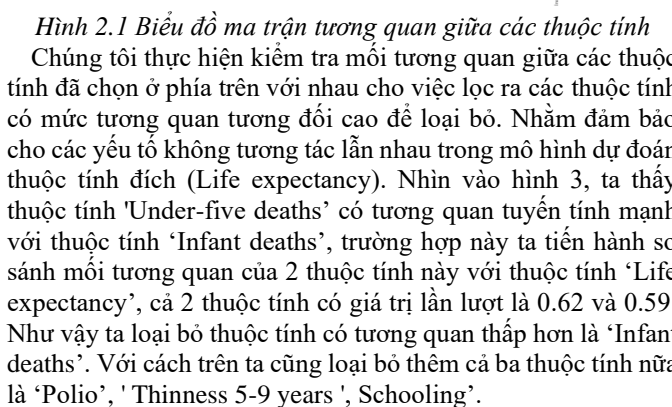 Hình 2.1 Biểu đồ ma trận tương quan giữa các thuộc tính
Chúng tôi thực hiện kiểm tra mối tương quan giữa các thuộc
tính đã chọn ở phía trên với nhau cho việc lọc ra các thuộc tính
có mức tương quan tương đối cao để loại bỏ. Nhằm đảm bảo
cho các yếu tố không tương tác lẫn nhau trong mô hình dự đoán
thuộc tính đích (Life expectancy). Nhìn vào hình 3, ta thấy
thuộc tính 'Under-five deaths’ có tương quan tuyến tính mạnh
với thuộc tính ‘Infant deaths’, trường hợp này ta tiến hành so
sánh mối tương quan của 2 thuộc tính này với thuộc tính ‘Life
expectancy’, cả 2 thuộc tính có giá trị lần lượt là 0.62 và 0.59
Như vậy ta loại bỏ thuộc tính có tương quan thấp hơn là ‘Infant
deaths’. Với cách trên ta cũng loại bỏ thêm cả ba thuộc tính nữa
là ‘Polio’, ' Thinness 5-9 years ', Schooling’.